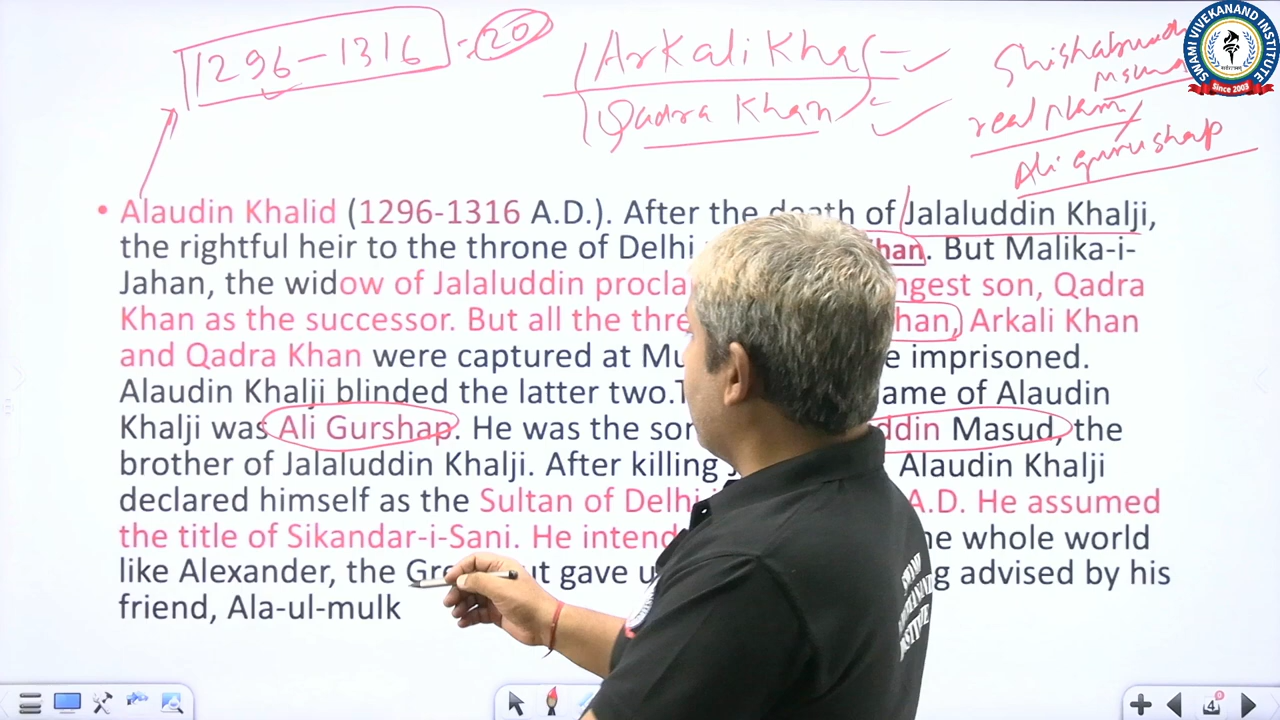 1296-1316 = 20
Arkali Khan
Qadra Khan
real nam
Ali gurushap
SWAMI VIVEKANAND INSTITUTE
Since 2003
• Alaudin Khalid (1296-1316 A.D.). After the death of Jalaluddin Khalji,
the rightful heir to the throne of Delhi han. But Malika-i-
Jahan, the widow of Jalaluddin procla ngest son, Qadra
Khan as the successor. But all the thre han, Arkali Khan
and Qadra Khan were captured at Mu e imprisoned.
Alaudin Khalji blinded the latter two.T ame of Alaudin
Khalji was Ali Gurshap. He was the son ddin Masud, the
brother of Jalaluddin Khalji. After killing J Alaudin Khalji
declared himself as the Sultan of Delhi i A.D. He assumed
the title of Sikandar-i-Sani. He intend he whole world
like Alexander, the Great but gave u g advised by his
friend, Ala-ul-mulk
4